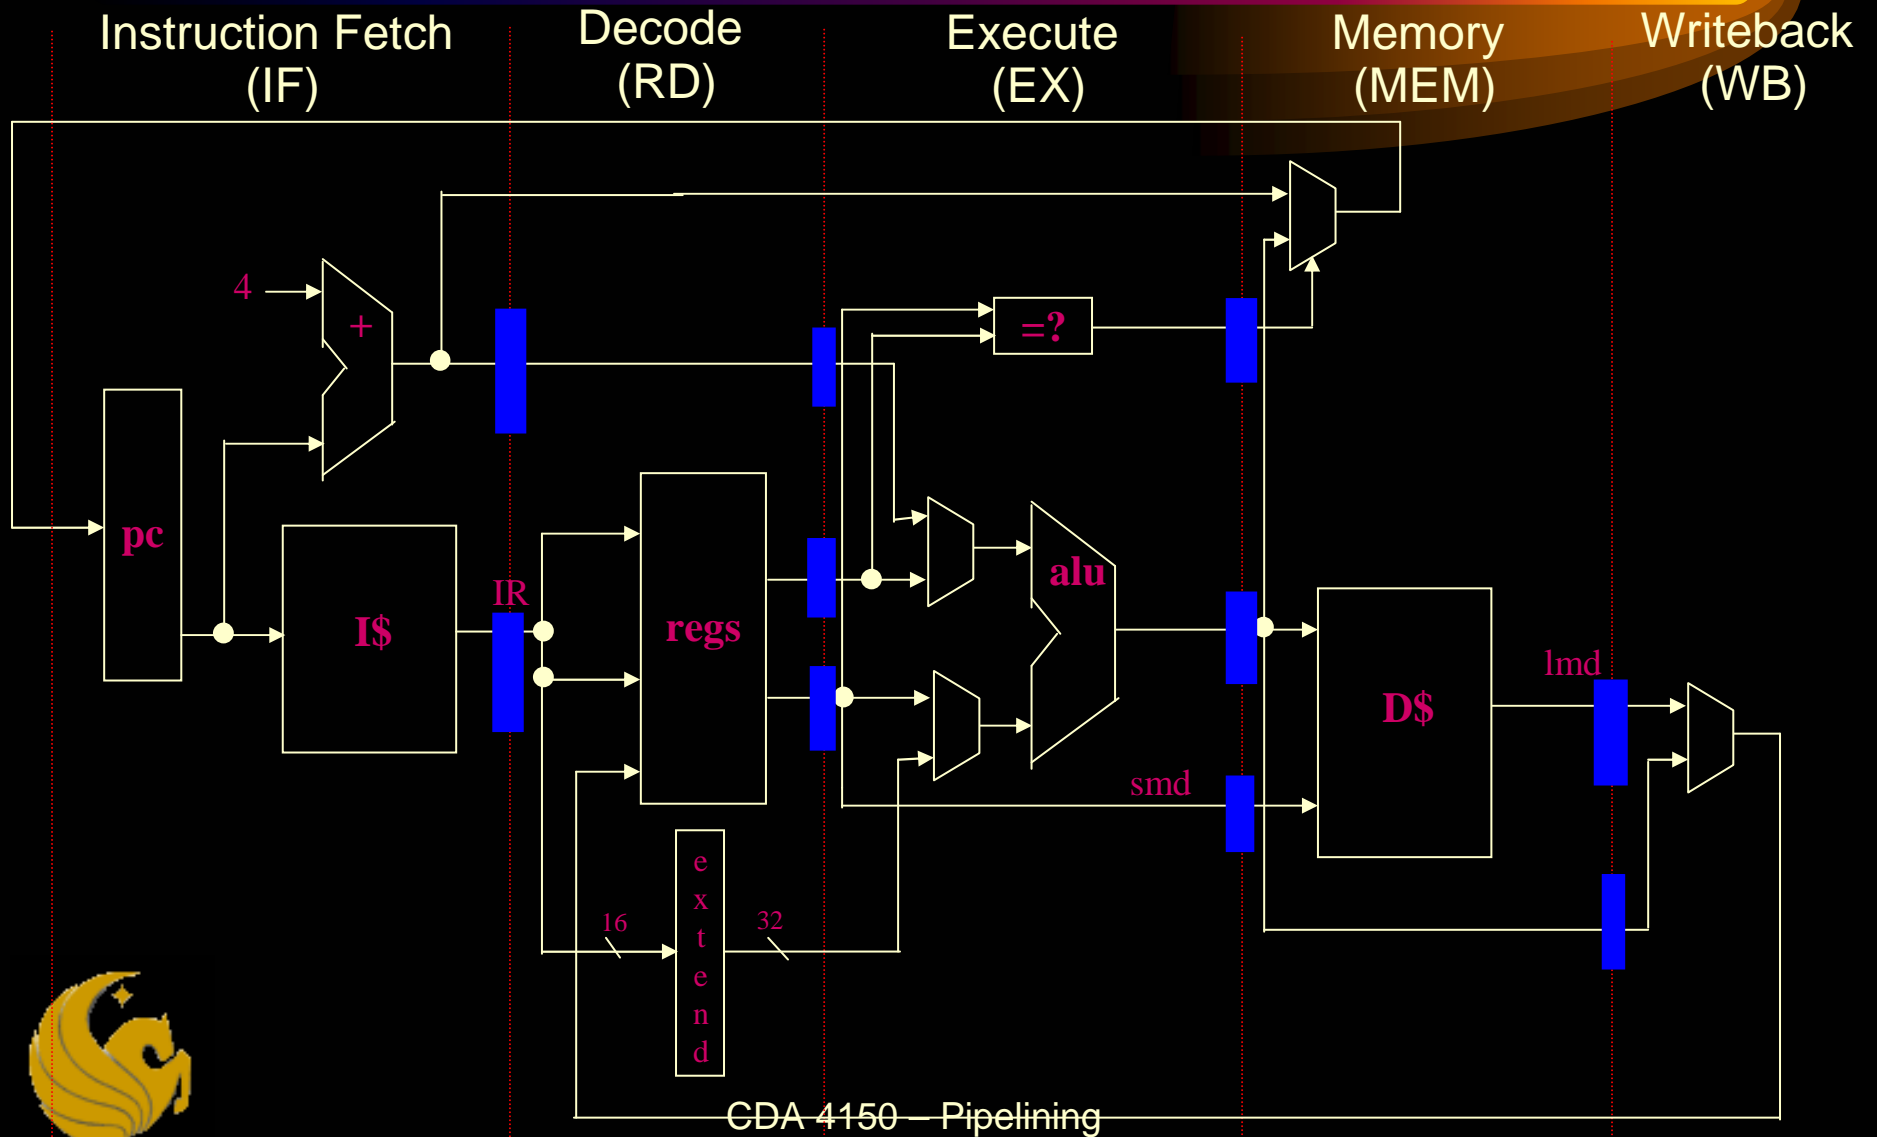 Instruction Fetch
(IF)
Decode
(RD)
Execute
(EX)
Memory
(MEM)
Writeback
(WB)
4
+
=?
pc
I$
IR
regs
alu
D$
lmd
smd
16
32
e
x
t
e
n
d
CDA 4150 – Pipelining